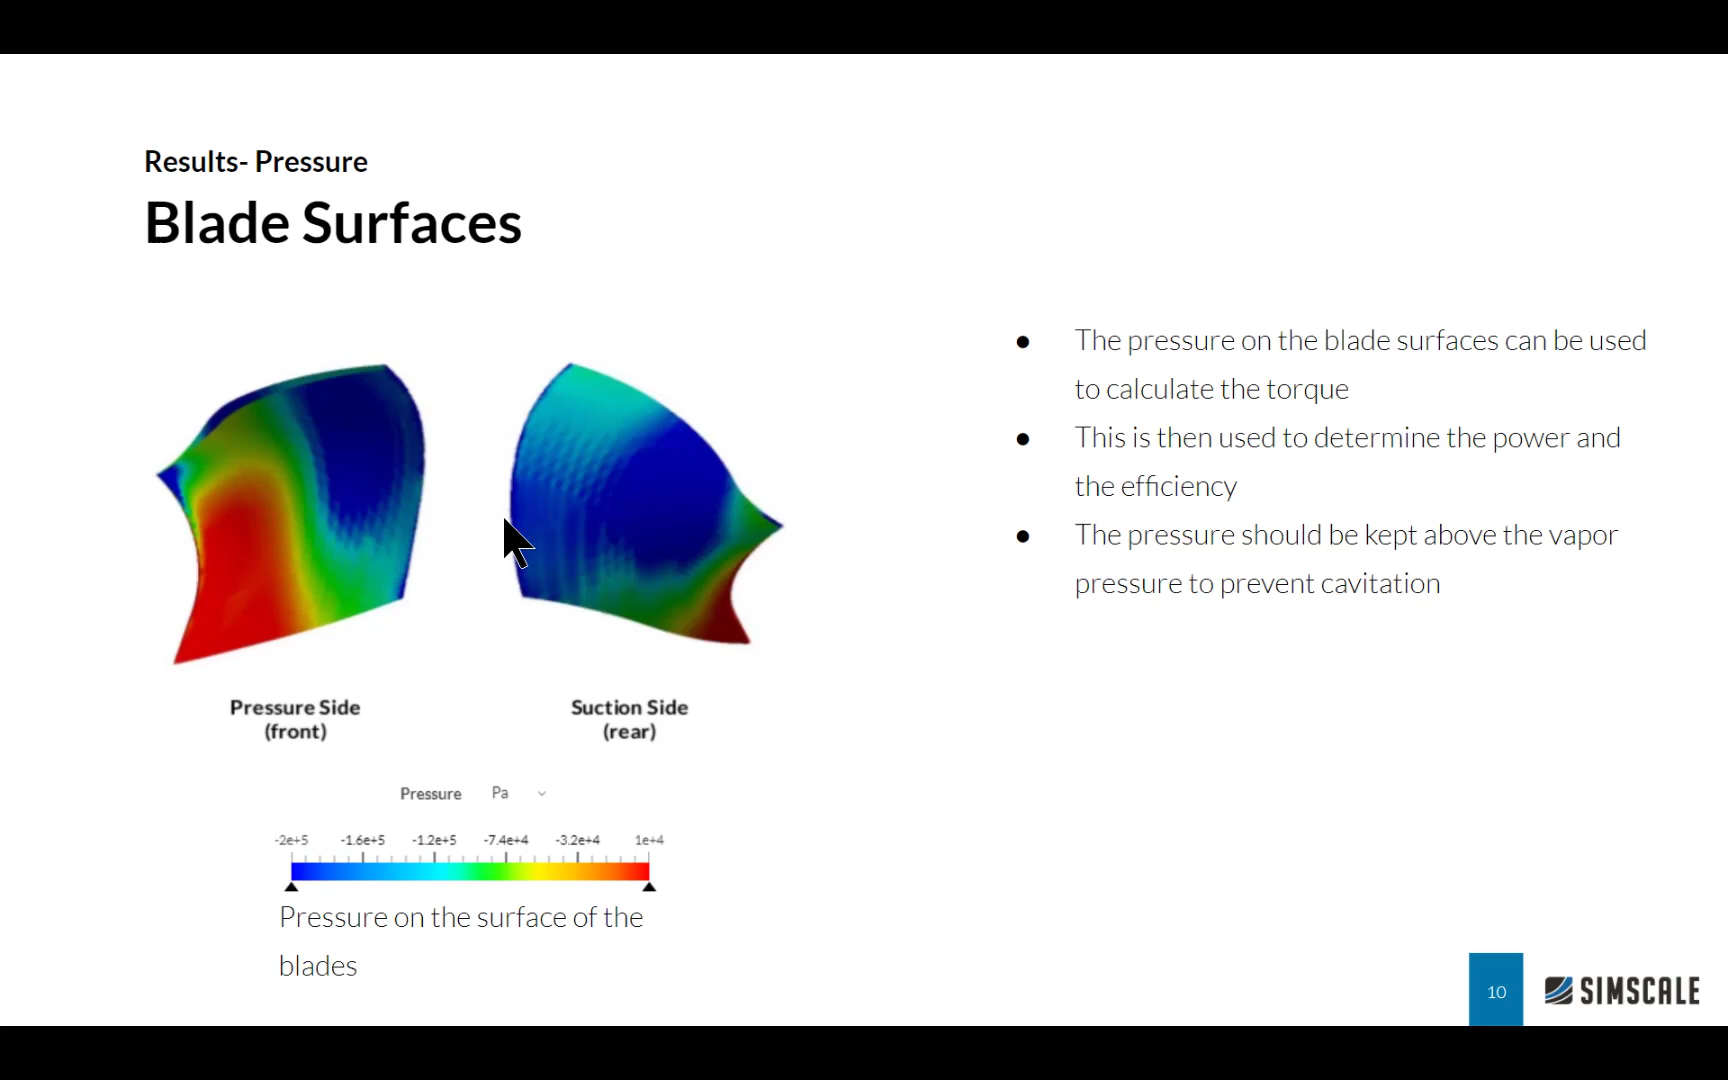 Results- Pressure
Blade Surfaces
● The pressure on the blade surfaces can be used
to calculate the torque
● This is then used to determine the power and
the efficiency
● The pressure should be kept above the vapor
pressure to prevent cavitation
Pressure Side
(front)
Suction Side
(rear)
Pressure Pa
-2e+5 -1.6e+5 -1.2e+5 -7.4e+4 -3.2e+4 1e+4
Pressure on the surface of the
blades
10
SIMSCALE